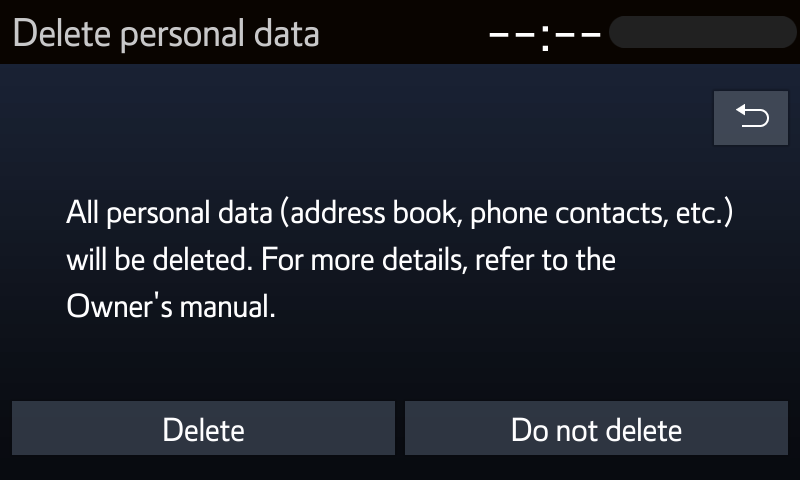 Delete personal data --:--
All personal data (address book, phone contacts, etc.)
will be deleted. For more details, refer to the
Owner's manual.
Delete
Do not delete